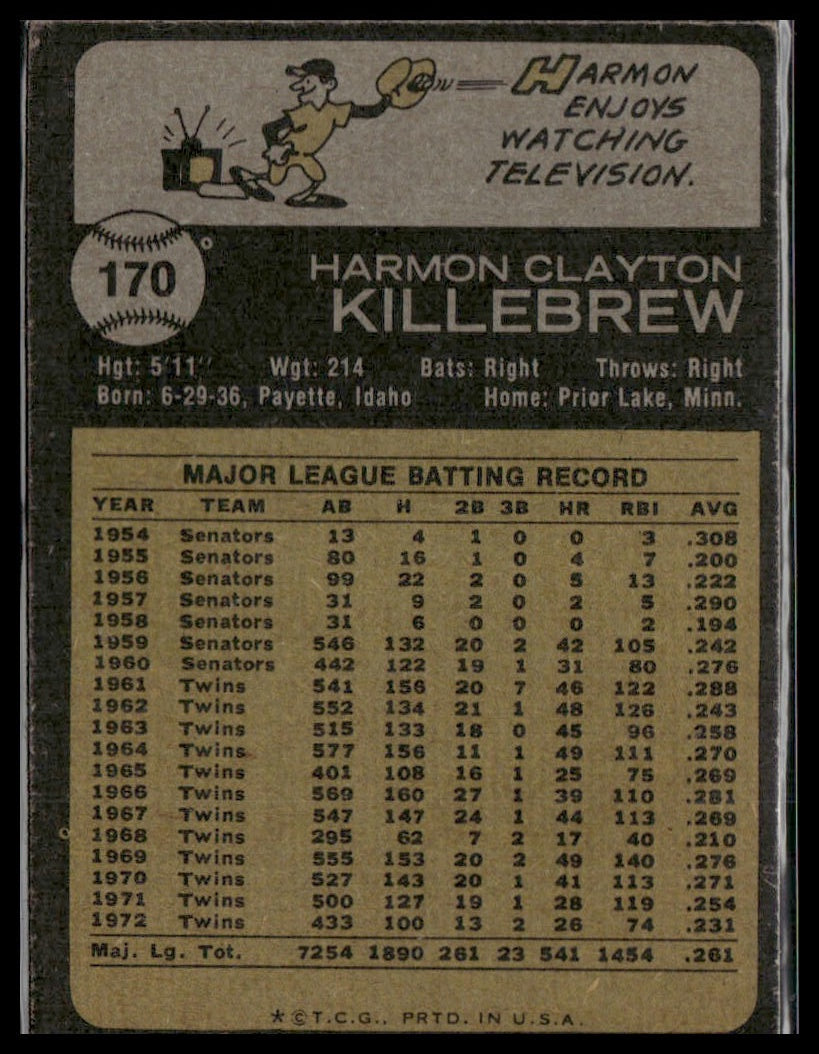 HARMON
ENJOYS
WATCHING
TELEVISION.
170
HARMON CLAYTON
KILLEBREW
Hgt: 5'11" Wgt: 214 Bats: Right Throws: Right
Born: 6-29-36, Payette, Idaho Home: Prior Lake, Minn.
MAJOR LEAGUE BATTING RECORD
YEAR TEAM AB H 2B 3B HR RBI AVG
1954 Senators 13 4 1 0 0 3 .308
1955 Senators 80 16 1 0 4 7 .200
1956 Senators 99 22 2 0 5 13 .222
1957 Senators 31 9 2 0 2 5 .290
1958 Senators 31 6 0 0 0 2 .194
1959 Senators 546 132 20 2 42 105 .242
1960 Senators 442 122 19 1 31 80 .276
1961 Twins 541 156 20 7 46 122 .288
1962 Twins 552 134 21 1 48 126 .243
1963 Twins 515 133 18 0 45 96 .258
1964 Twins 577 156 11 1 49 111 .270
1965 Twins 401 108 16 1 25 75 .269
1966 Twins 569 160 27 1 39 110 .281
1967 Twins 547 147 24 1 44 113 .269
1968 Twins 295 62 7 2 17 40 .210
1969 Twins 555 153 20 2 49 140 .276
1970 Twins 527 143 20 1 41 113 .271
1971 Twins 500 127 19 1 28 119 .254
1972 Twins 433 100 13 2 26 74 .231
Maj. Lg. Tot. 7254 1890 261 23 541 1454 .261
*©T.C.G., PRTD. IN U.S.A.